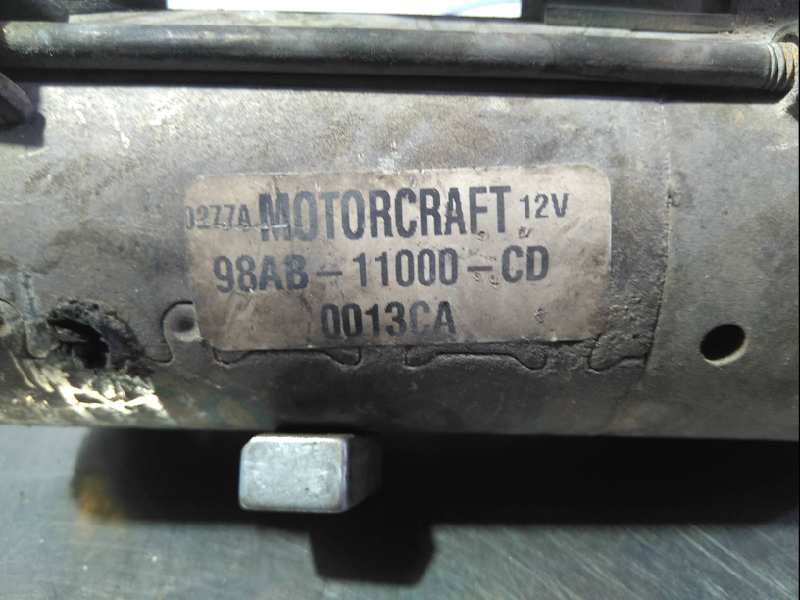 0277A MOTORCRAFT 12V
98AB-11000-CD
0013CA